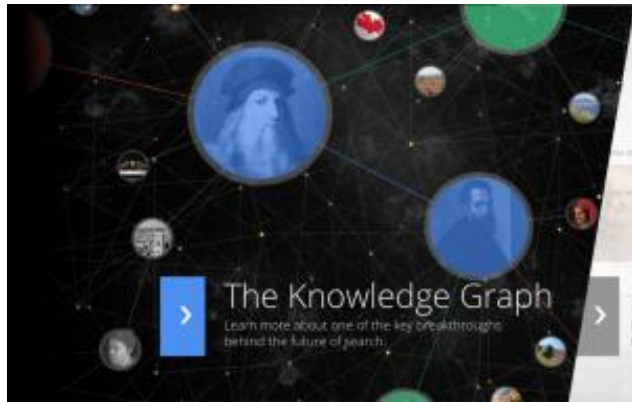 The Knowledge Graph
Learn more about one of the key breakthroughs
behind the future of search.